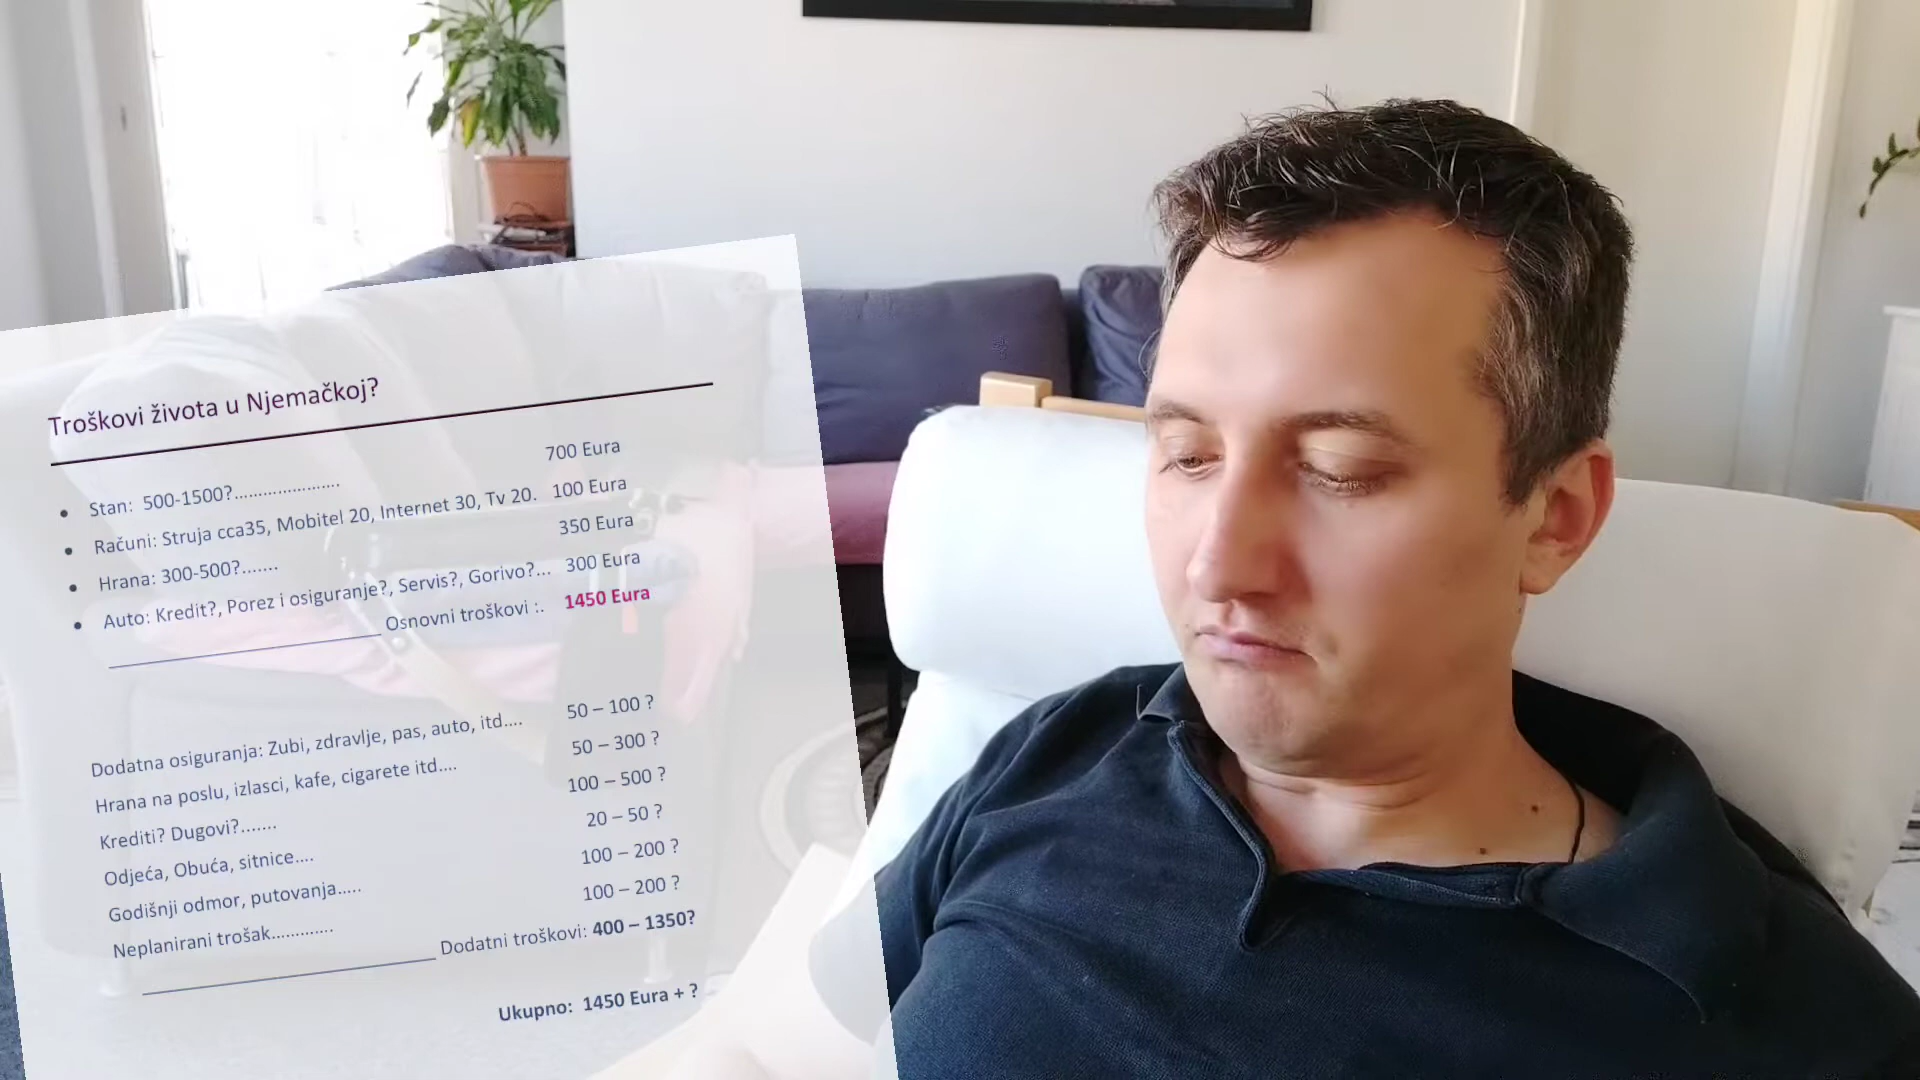 Troškovi života u Njemačkoj?
• Stan: 500-1500?..................... 700 Eura
• Računi: Struja cca35, Mobitel 20, Internet 30, Tv 20. 100 Eura
• Hrana: 300-500?....... 350 Eura
• Auto: Kredit?, Porez i osiguranje?, Servis?, Gorivo?... 300 Eura
Osnovni troškovi :. 1450 Eura
Dodatna osiguranja: Zubi, zdravlje, pas, auto, itd.... 50 – 100 ?
Hrana na poslu, izlasci, kafe, cigarete itd.... 50 – 300 ?
Krediti? Dugovi?....... 100 – 500 ?
Odjeća, Obuća, sitnice.... 20 – 50 ?
Godišnji odmor, putovanja..... 100 – 200 ?
Neplanirani trošak............. 100 – 200 ?
Dodatni troškovi: 400 – 1350?
Ukupno: 1450 Eura + ?